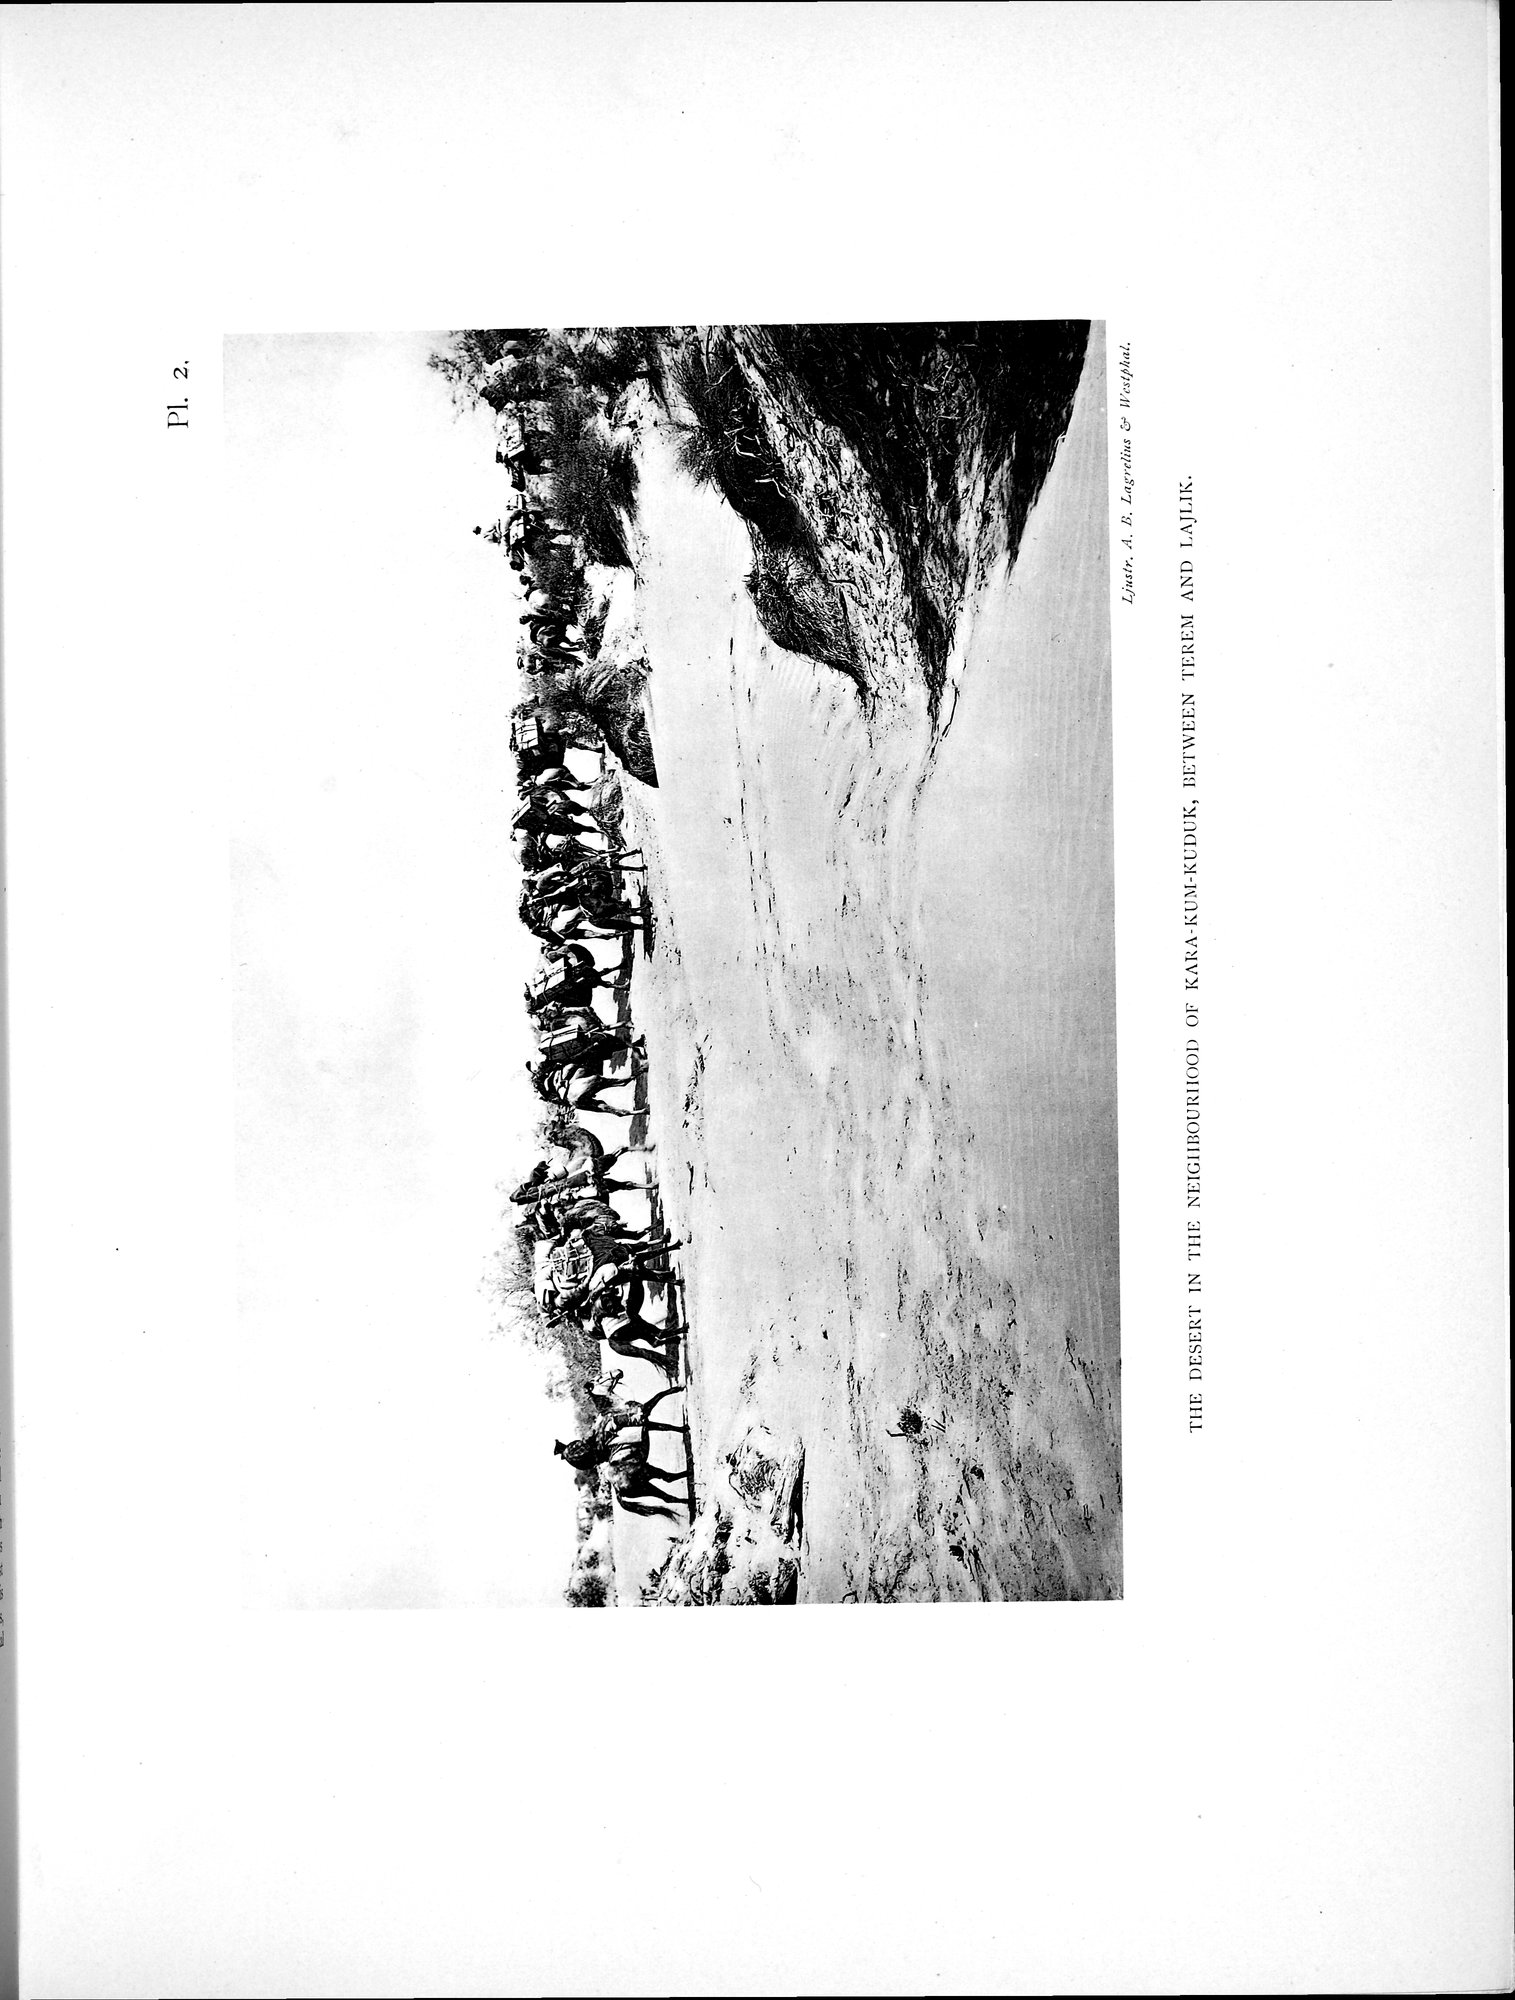 Pl. 2.
Ljustr. A. B. Lagrelius & Westphal.
THE DESERT IN THE NEIGHBOURHOOD OF KARA-KUM-KUDUK, BETWEEN TEREM AND LAJLIK.